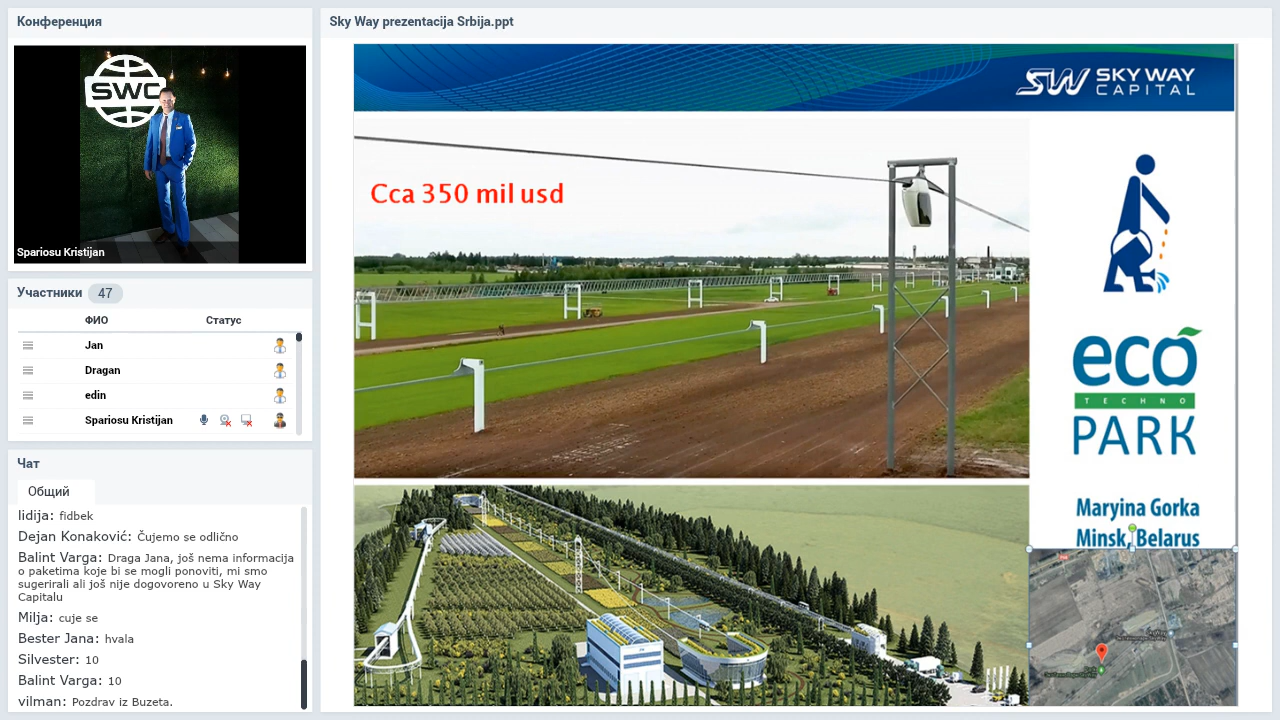 Конференция
SWC
Spariosu Kristijan
Участники 47
ФИО Статус
Jan
Dragan
edin
Spariosu Kristijan
Чат
Общий
lidija: fidbek
Dejan Konaković: Čujemo se odlično
Balint Varga: Draga Jana, još nema informacija
o paketima koje bi se mogli ponoviti, mi smo
sugerirali ali još nije dogovoreno u Sky Way
Capitalu
Milja: cuje se
Bester Jana: hvala
Silvester: 10
Balint Varga: 10
vilman: Pozdrav iz Buzeta.
Sky Way prezentacija Srbija.ppt
SW SKY WAY
CAPITAL
Cca 350 mil usd
eco
TECHNO
PARK
Maryina Gorka
Minsk, Belarus